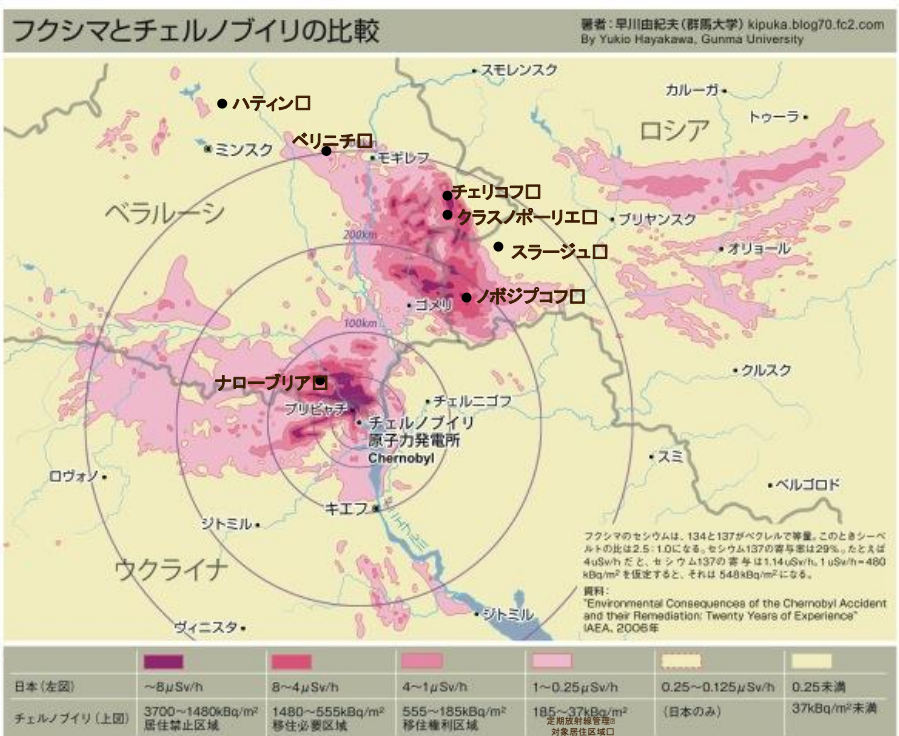 フクシマとチェルノブイリの比較
著者：早川由紀夫（群馬大学）kipuka.blog70.fc2.com
By Yukio Hayakawa, Gunma University
スモレンスク
カルーガ
ハティン□
トゥーラ
ロシア
ベリニチ□
ミンスク
モギレフ
チェリコフ□
ベラルーシ
クラスノポーリエ□
ブリヤンスク
200km
スラージュ□
オリョール
ノボジプコフ□
ゴメリ
100km
クルスク
ナローブリア□
プリピャチ
チェルニゴフ
チェルノブイリ
原子力発電所
Chernobyl
スミ
ロヴォノ
ベルゴロド
キエフ
ジトミル
ドニエプル川
ウクライナ
フクシマのセシウムは、134と137がベクレルで等量。このときシーベ
ルトの比は2.5：1.0になる。セシウム137の寄与率は29%。たとえば
4uSv/hだと、セシウム137の寄与は1.14uSv/h。1uSv/h=480
kBq/m²を仮定すると、それは548kBq/m²になる。
資料：
"Environmental Consequences of the Chernobyl Accident
and their Remediation: Twenty Years of Experience"
IAEA、2006年
ジトミル
ヴィニスタ
日本（左図） ～8μSv/h 8～4μSv/h 4～1μSv/h 1～0.25μSv/h 0.25～0.125μSv/h 0.25未満
チェルノブイリ（上図） 3700～1480kBq/m² 1480～555kBq/m² 555～185kBq/m² 185～37kBq/m² （日本のみ） 37kBq/m²未満
居住禁止区域 移住必要区域 移住権利区域 定期放射線管理□
対象居住区域□